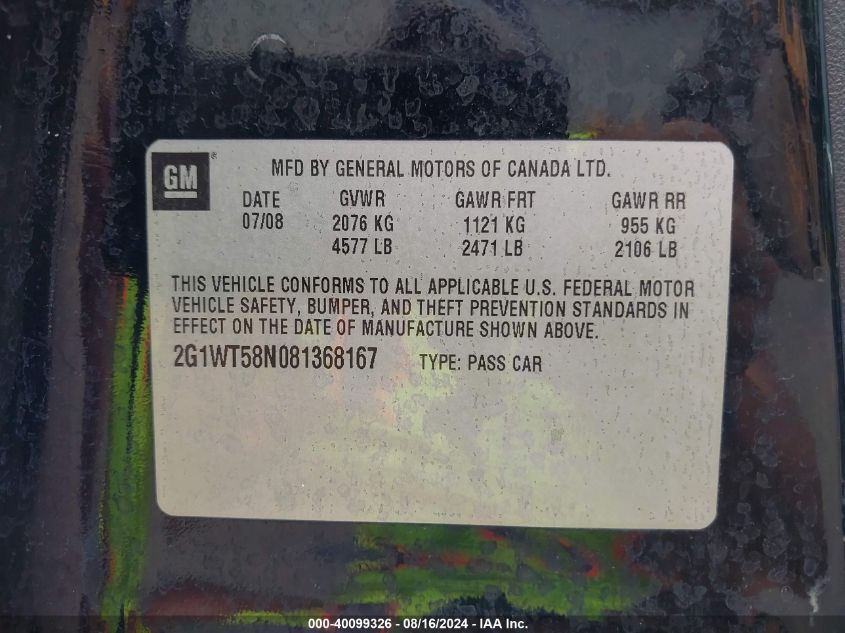 GM
MFD BY GENERAL MOTORS OF CANADA LTD.
DATE GVWR GAWR FRT GAWR RR
07/08 2076 KG 1121 KG 955 KG
4577 LB 2471 LB 2106 LB
THIS VEHICLE CONFORMS TO ALL APPLICABLE U.S. FEDERAL MOTOR
VEHICLE SAFETY, BUMPER, AND THEFT PREVENTION STANDARDS IN
EFFECT ON THE DATE OF MANUFACTURE SHOWN ABOVE.
2G1WT58N081368167 TYPE: PASS CAR
000-40099326 - 08/16/2024 - IAA Inc.